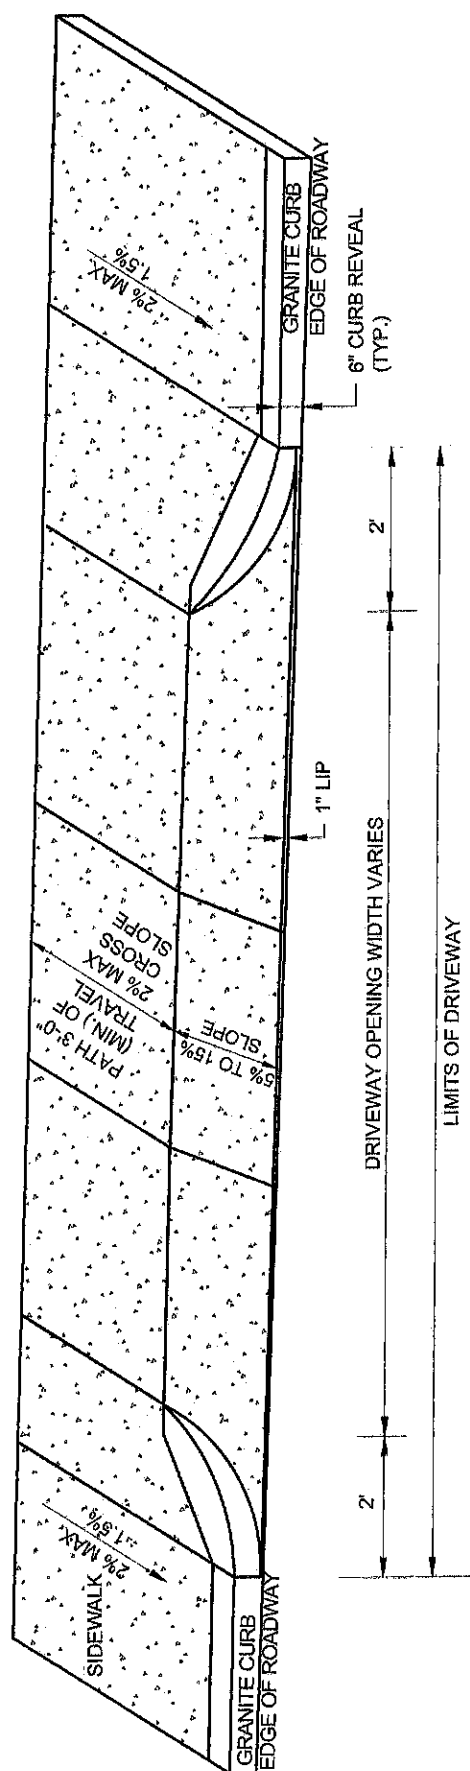 SIDEWALK
2% MAX
1.5%
GRANITE CURB
EDGE OF ROADWAY
PATH 3'-0"
(MIN.) OF
TRAVEL
2% MAX
CROSS
SLOPE
5% TO 15%
SLOPE
2% MAX
1.5%
GRANITE CURB
EDGE OF ROADWAY
6" CURB REVEAL
(TYP.)
1" LIP
2'
DRIVEWAY OPENING WIDTH VARIES
2'
LIMITS OF DRIVEWAY